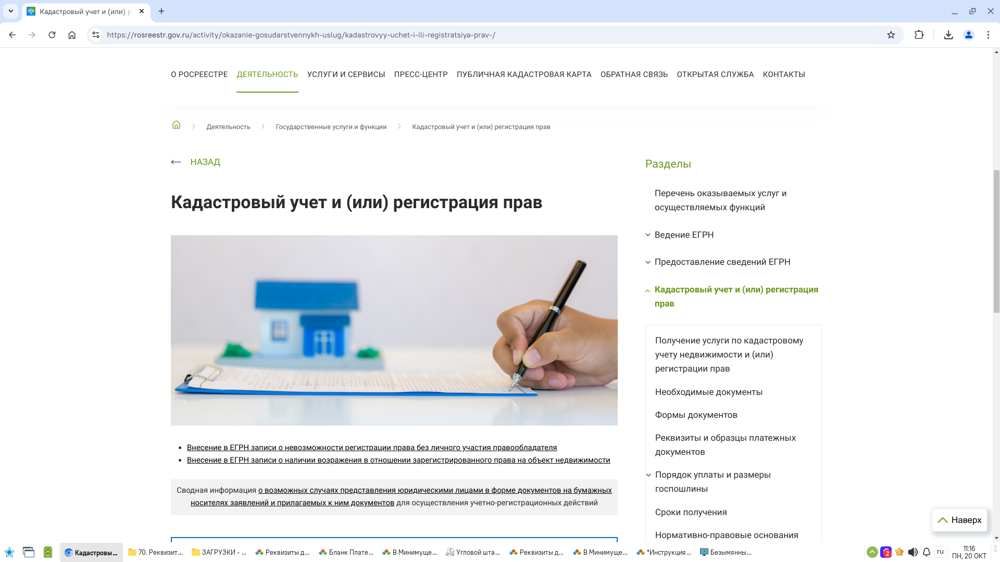 Кадастровый учет и (или) р
https://rosreestr.gov.ru/activity/okazanie-gosudarstvennykh-uslug/kadastrovyy-uchet-i-ili-registratsiya-prav-/
О РОСРЕЕСТРЕ ДЕЯТЕЛЬНОСТЬ УСЛУГИ И СЕРВИСЫ ПРЕСС-ЦЕНТР ПУБЛИЧНАЯ КАДАСТРОВАЯ КАРТА ОБРАТНАЯ СВЯЗЬ ОТКРЫТАЯ СЛУЖБА КОНТАКТЫ
Деятельность Государственные услуги и функции Кадастровый учет и (или) регистрация прав
НАЗАД
Кадастровый учет и (или) регистрация прав
Внесение в ЕГРН записи о невозможности регистрации права без личного участия правообладателя
Внесение в ЕГРН записи о наличии возражения в отношении зарегистрированного права на объект недвижимости
Сводная информация о возможных случаях представления юридическими лицами в форме документов на бумажных
носителях заявлений и прилагаемых к ним документов для осуществления учетно-регистрационных действий
Разделы
Перечень оказываемых услуг и
осуществляемых функций
Ведение ЕГРН
Предоставление сведений ЕГРН
Кадастровый учет и (или) регистрация
прав
Получение услуги по кадастровому
учету недвижимости и (или)
регистрации прав
Необходимые документы
Формы документов
Реквизиты и образцы платежных
документов
Порядок уплаты и размеры
госпошлины
Сроки получения
Нормативно-правовые основания
Наверх
Кадастровы... 70. Реквизит... ЗАГРУЗКИ - ... Реквизиты д... Бланк Плате... В Минимуще... Угловой шта... Реквизиты д... В Минимуще... *Инструкция... Безымянны...
2
ru
11:16
ПН, 20 ОКТ